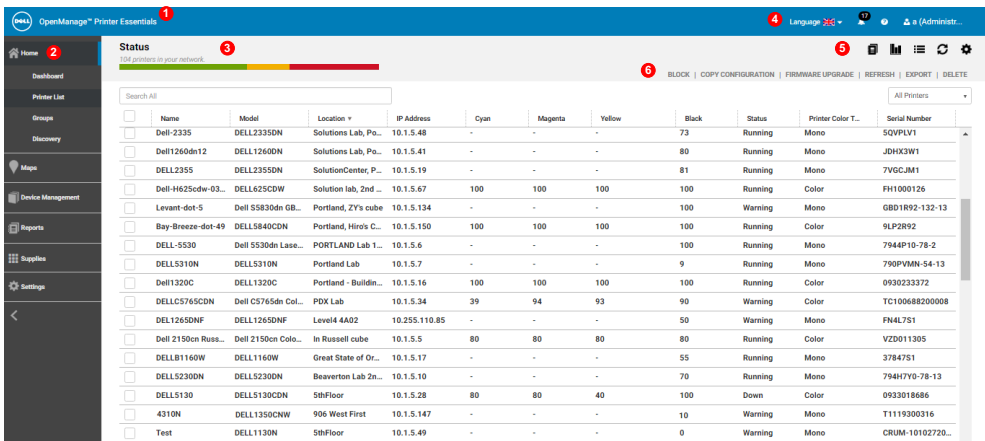 DELL OpenManage™ Printer Essentials 1 4 Language 17 a (Administr...
Home 2
Dashboard
Printer List
Groups
Discovery
Maps
Device Management
Reports
Supplies
Settings
Status 3 5
104 printers in your network.
6 BLOCK | COPY CONFIGURATION | FIRMWARE UPGRADE | REFRESH | EXPORT | DELETE
Search All All Printers
Name Model Location IP Address Cyan Magenta Yellow Black Status Printer Color T... Serial Number
Dell-2335 DELL2335DN Solutions Lab, Po... 10.1.5.48 - - - 73 Running Mono 5QVPLV1
Dell1260dn12 DELL1260DN Solutions Lab, Po... 10.1.5.41 - - - 80 Running Mono JDHX3W1
DELL2355 DELL2355DN SolutionCenter, P... 10.1.5.19 - - - 81 Running Mono 7VGCJM1
Dell-H625cdw-03... DELL625CDW Solution lab, 2nd ... 10.1.5.67 100 100 100 100 Running Color FH1000126
Levant-dot-5 Dell S5830dn GB... Portland, ZY's cube 10.1.5.134 - - - 100 Warning Mono GBD1R92-132-13
Bay-Breeze-dot-49 DELL5840CDN Portland, Hiro's C... 10.1.5.150 100 100 100 100 Running Color 9LP2R92
DELL-5530 Dell 5530dn Lase... PORTLAND Lab 1... 10.1.5.6 - - - 100 Running Mono 7944P10-78-2
DELL5310N DELL5310N Portland Lab 10.1.5.7 - - - 9 Running Mono 790PVMN-54-13
Dell1320C DELL1320C Portland - Buildin... 10.1.5.16 100 100 100 100 Running Color 0930233372
DELLC5765CDN Dell C5765dn Col... PDX Lab 10.1.5.34 39 94 93 90 Warning Color TC100688200008
DEL1265DNF DELL1265DNF Level4 4A02 10.255.110.85 - - - 50 Warning Mono FN4L7S1
Dell 2150cn Russ... Dell 2150cn Colo... In Russell cube 10.1.5.5 80 80 80 80 Running Color VZD011305
DELLB1160W DELL1160W Great State of Or... 10.1.5.17 - - - 55 Running Mono 37847S1
DELL5230DN DELL5230DN Beaverton Lab 2n... 10.1.5.10 - - - 70 Running Mono 794H7Y0-78-13
DELL5130 DELL5130CDN 5thFloor 10.1.5.28 80 80 40 100 Down Color 0933018686
4310N DELL1350CNW 906 West First 10.1.5.147 - - - 10 Warning Mono T1119300316
Test DELL1130N 5thFloor 10.1.5.49 - - - 0 Warning Mono CRUM-10102720...